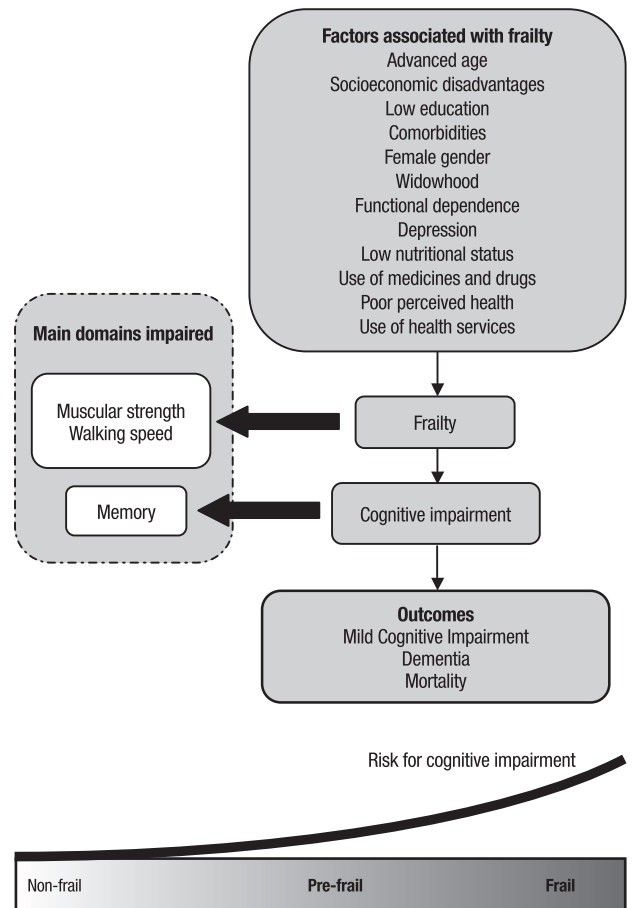 Factors associated with frailty
Advanced age
Socioeconomic disadvantages
Low education
Comorbidities
Female gender
Widowhood
Functional dependence
Depression
Low nutritional status
Use of medicines and drugs
Poor perceived health
Use of health services
Main domains impaired
Muscular strength
Walking speed
Frailty
Memory
Cognitive impairment
Outcomes
Mild Cognitive Impairment
Dementia
Mortality
Risk for cognitive impairment
Non-frail
Pre-frail
Frail